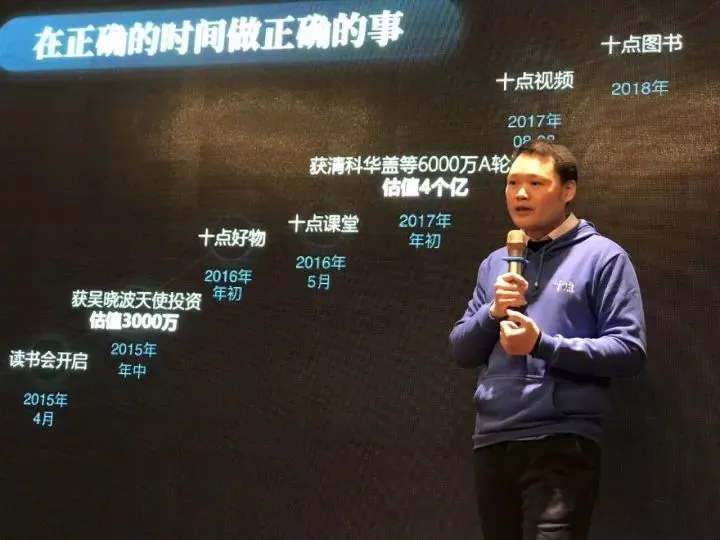 在正确的时间做正确的事
读书会开启
2015年
4月
获吴晓波天使投资
估值3000万
2015年
年中
十点好物
2016年
年初
十点课堂
2016年
5月
获清科华盖等6000万A轮
估值4个亿
2017年
年初
十点视频
2017年
十点图书
2018年
十点